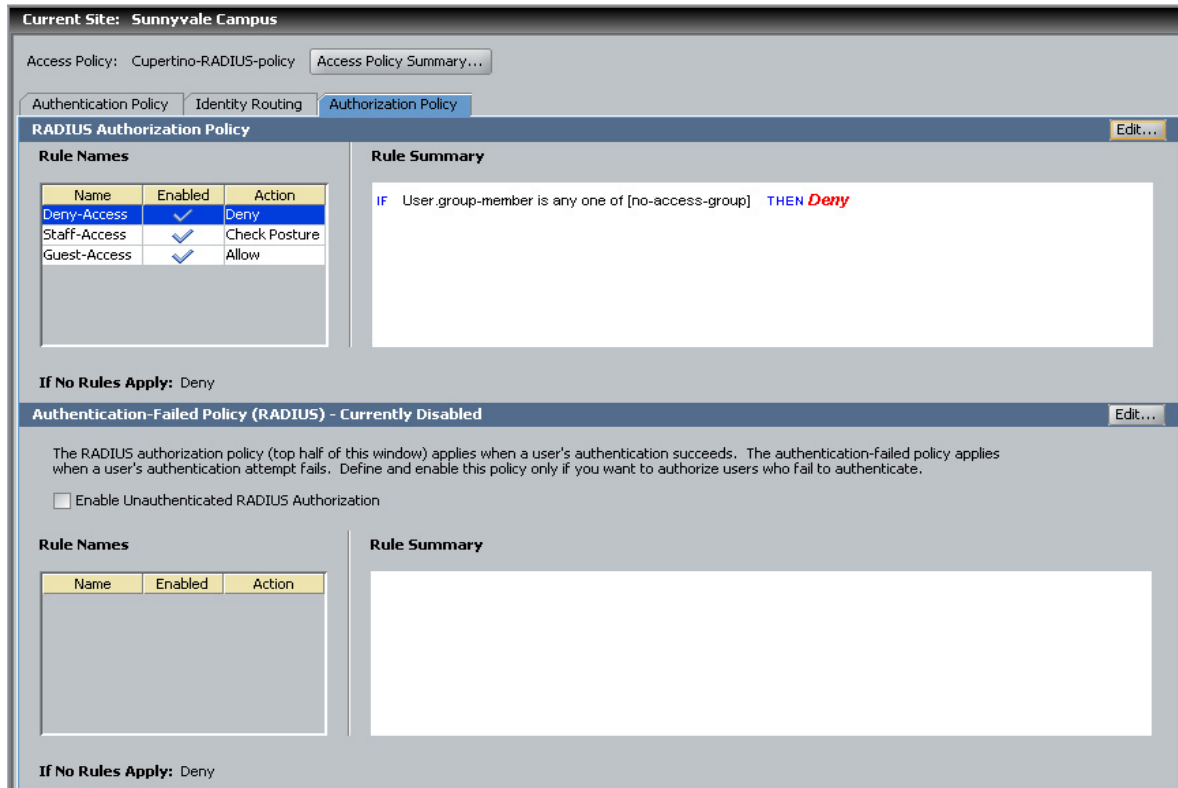 Current Site: Sunnyvale Campus
Access Policy: Cupertino-RADIUS-policy Access Policy Summary...
Authentication Policy Identity Routing Authorization Policy
RADIUS Authorization Policy Edit...
Rule Names Rule Summary
Name Enabled Action
IF User.group-member is any one of [no-access-group] THEN Deny
Deny-Access Deny
Staff-Access Check Posture
Guest-Access Allow
If No Rules Apply: Deny
Authentication-Failed Policy (RADIUS) - Currently Disabled Edit...
The RADIUS authorization policy (top half of this window) applies when a user's authentication succeeds. The authentication-failed policy applies
when a user's authentication attempt fails. Define and enable this policy only if you want to authorize users who fail to authenticate.
Enable Unauthenticated RADIUS Authorization
Rule Names Rule Summary
Name Enabled Action
If No Rules Apply: Deny